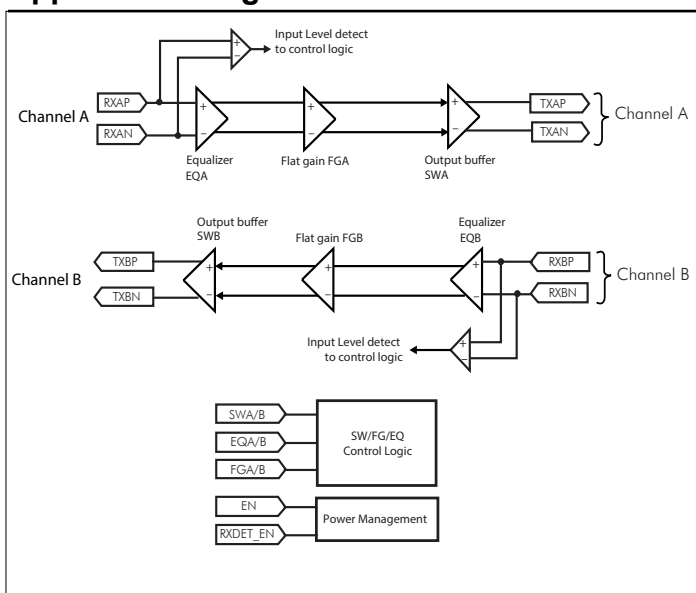 Input Level detect
to control logic
Channel A
RXAP
RXAN
+
−
+
−
Equalizer
EQA
Flat gain FGA
+
−
Output buffer
SWA
TXAP
TXAN
Channel A
Output buffer
SWB
Flat gain FGB
Equalizer
EQB
Channel B
TXBP
TXBN
+
−
+
−
RXBP
RXBN
Channel B
Input Level detect
to control logic
+
−
SWA/B
EQA/B
FGA/B
SW/FG/EQ
Control Logic
EN
RXDET_EN
Power Management